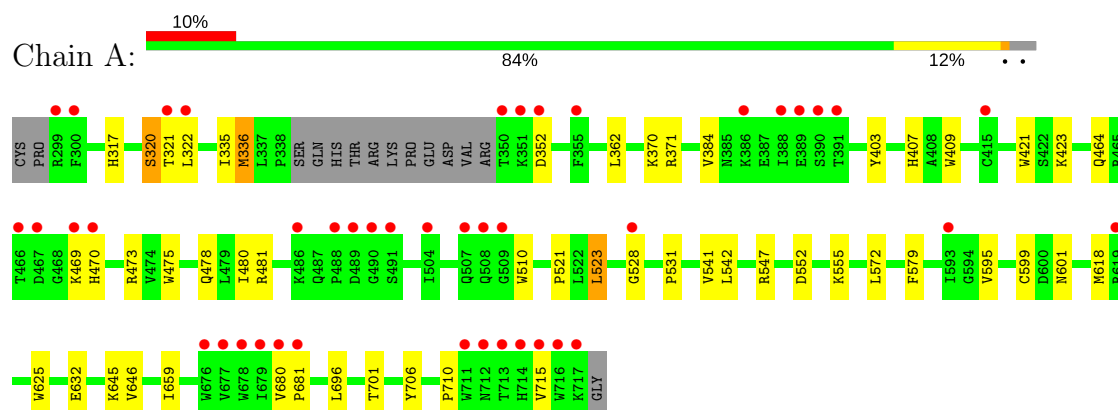 10%
Chain A:
84% 12% • •
CYS PRO R299 F300 H317 S320 T321 L322 I335 M336 L337 P338 SER GLN HIS THR ARG LYS PRO GLU ASP VAL ARG T350 K351 D352 F355 L362 K370 R371 V384 N385 K386 E387 I388 E389 S390 T391 Y403 H407 A408 W409 C415 W421 S422 K423 Q464 R465
T466 D467 G468 K469 H470 R473 V474 W475 Q478 L479 I480 R481 K486 Q487 P488 D489 G490 S491 I504 Q507 Q508 G509 W510 P521 L522 L523 G528 P531 V541 L542 R547 D552 K555 L572 F579 I593 G594 V595 C599 D600 N601 M618
W625 E632 K645 V646 I659 W676 V677 W678 I679 V680 P681 L696 T701 Y706 P710 W711 N712 T713 H714 V715 W716 K717 GLY